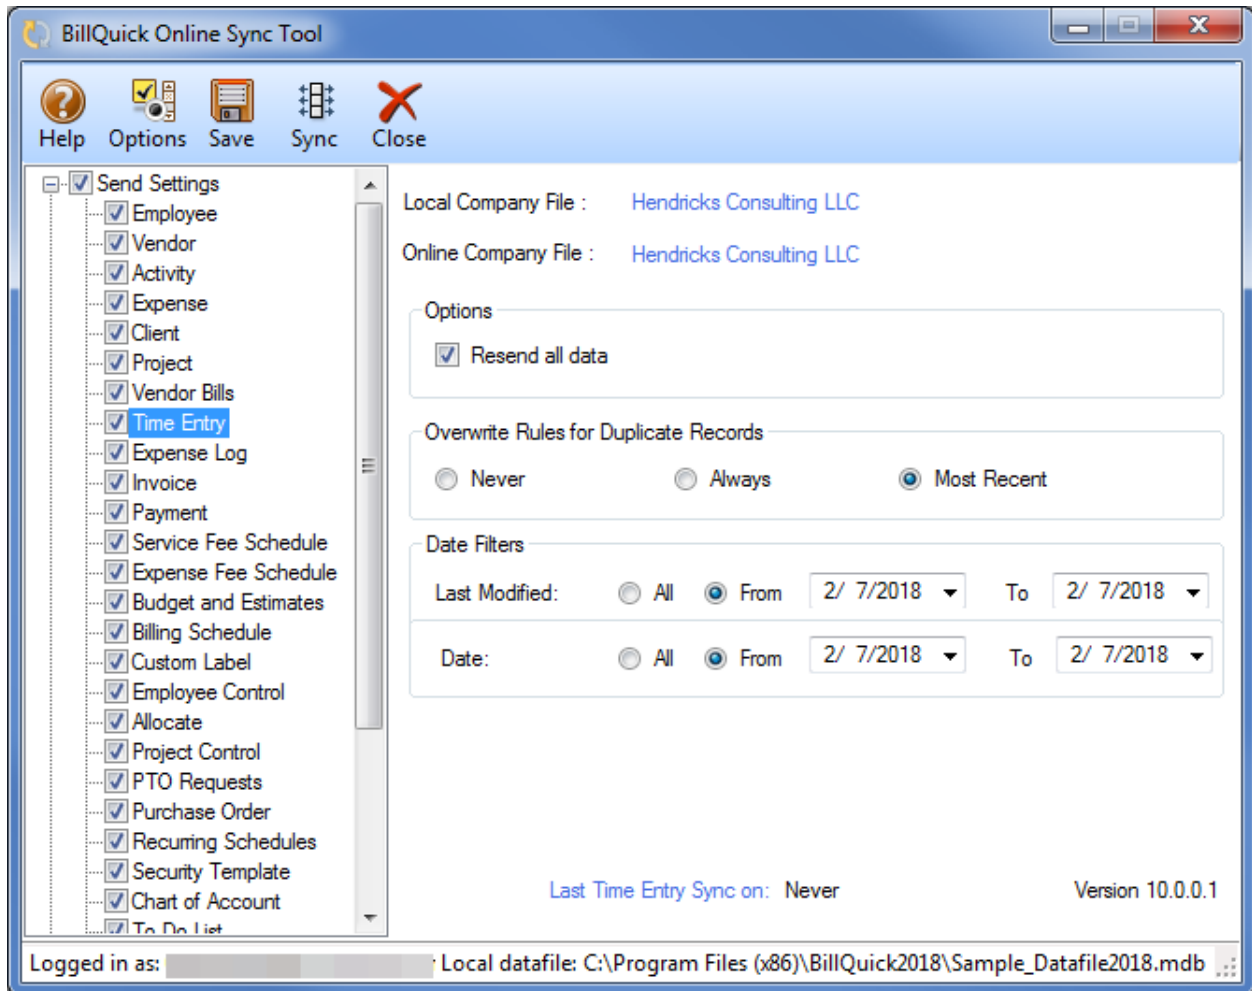 BillQuick Online Sync Tool
Help Options Save Sync Close
Send Settings
Employee
Vendor
Activity
Expense
Client
Project
Vendor Bills
Time Entry
Expense Log
Invoice
Payment
Service Fee Schedule
Expense Fee Schedule
Budget and Estimates
Billing Schedule
Custom Label
Employee Control
Allocate
Project Control
PTO Requests
Purchase Order
Recurring Schedules
Security Template
Chart of Account
To Do List
Local Company File : Hendricks Consulting LLC
Online Company File : Hendricks Consulting LLC
Options
Resend all data
Overwrite Rules for Duplicate Records
Never Always Most Recent
Date Filters
Last Modified: All From 2/ 7/2018 To 2/ 7/2018
Date: All From 2/ 7/2018 To 2/ 7/2018
Last Time Entry Sync on: Never Version 10.0.0.1
Logged in as: Local datafile: C:\Program Files (x86)\BillQuick2018\Sample_Datafile2018.mdb